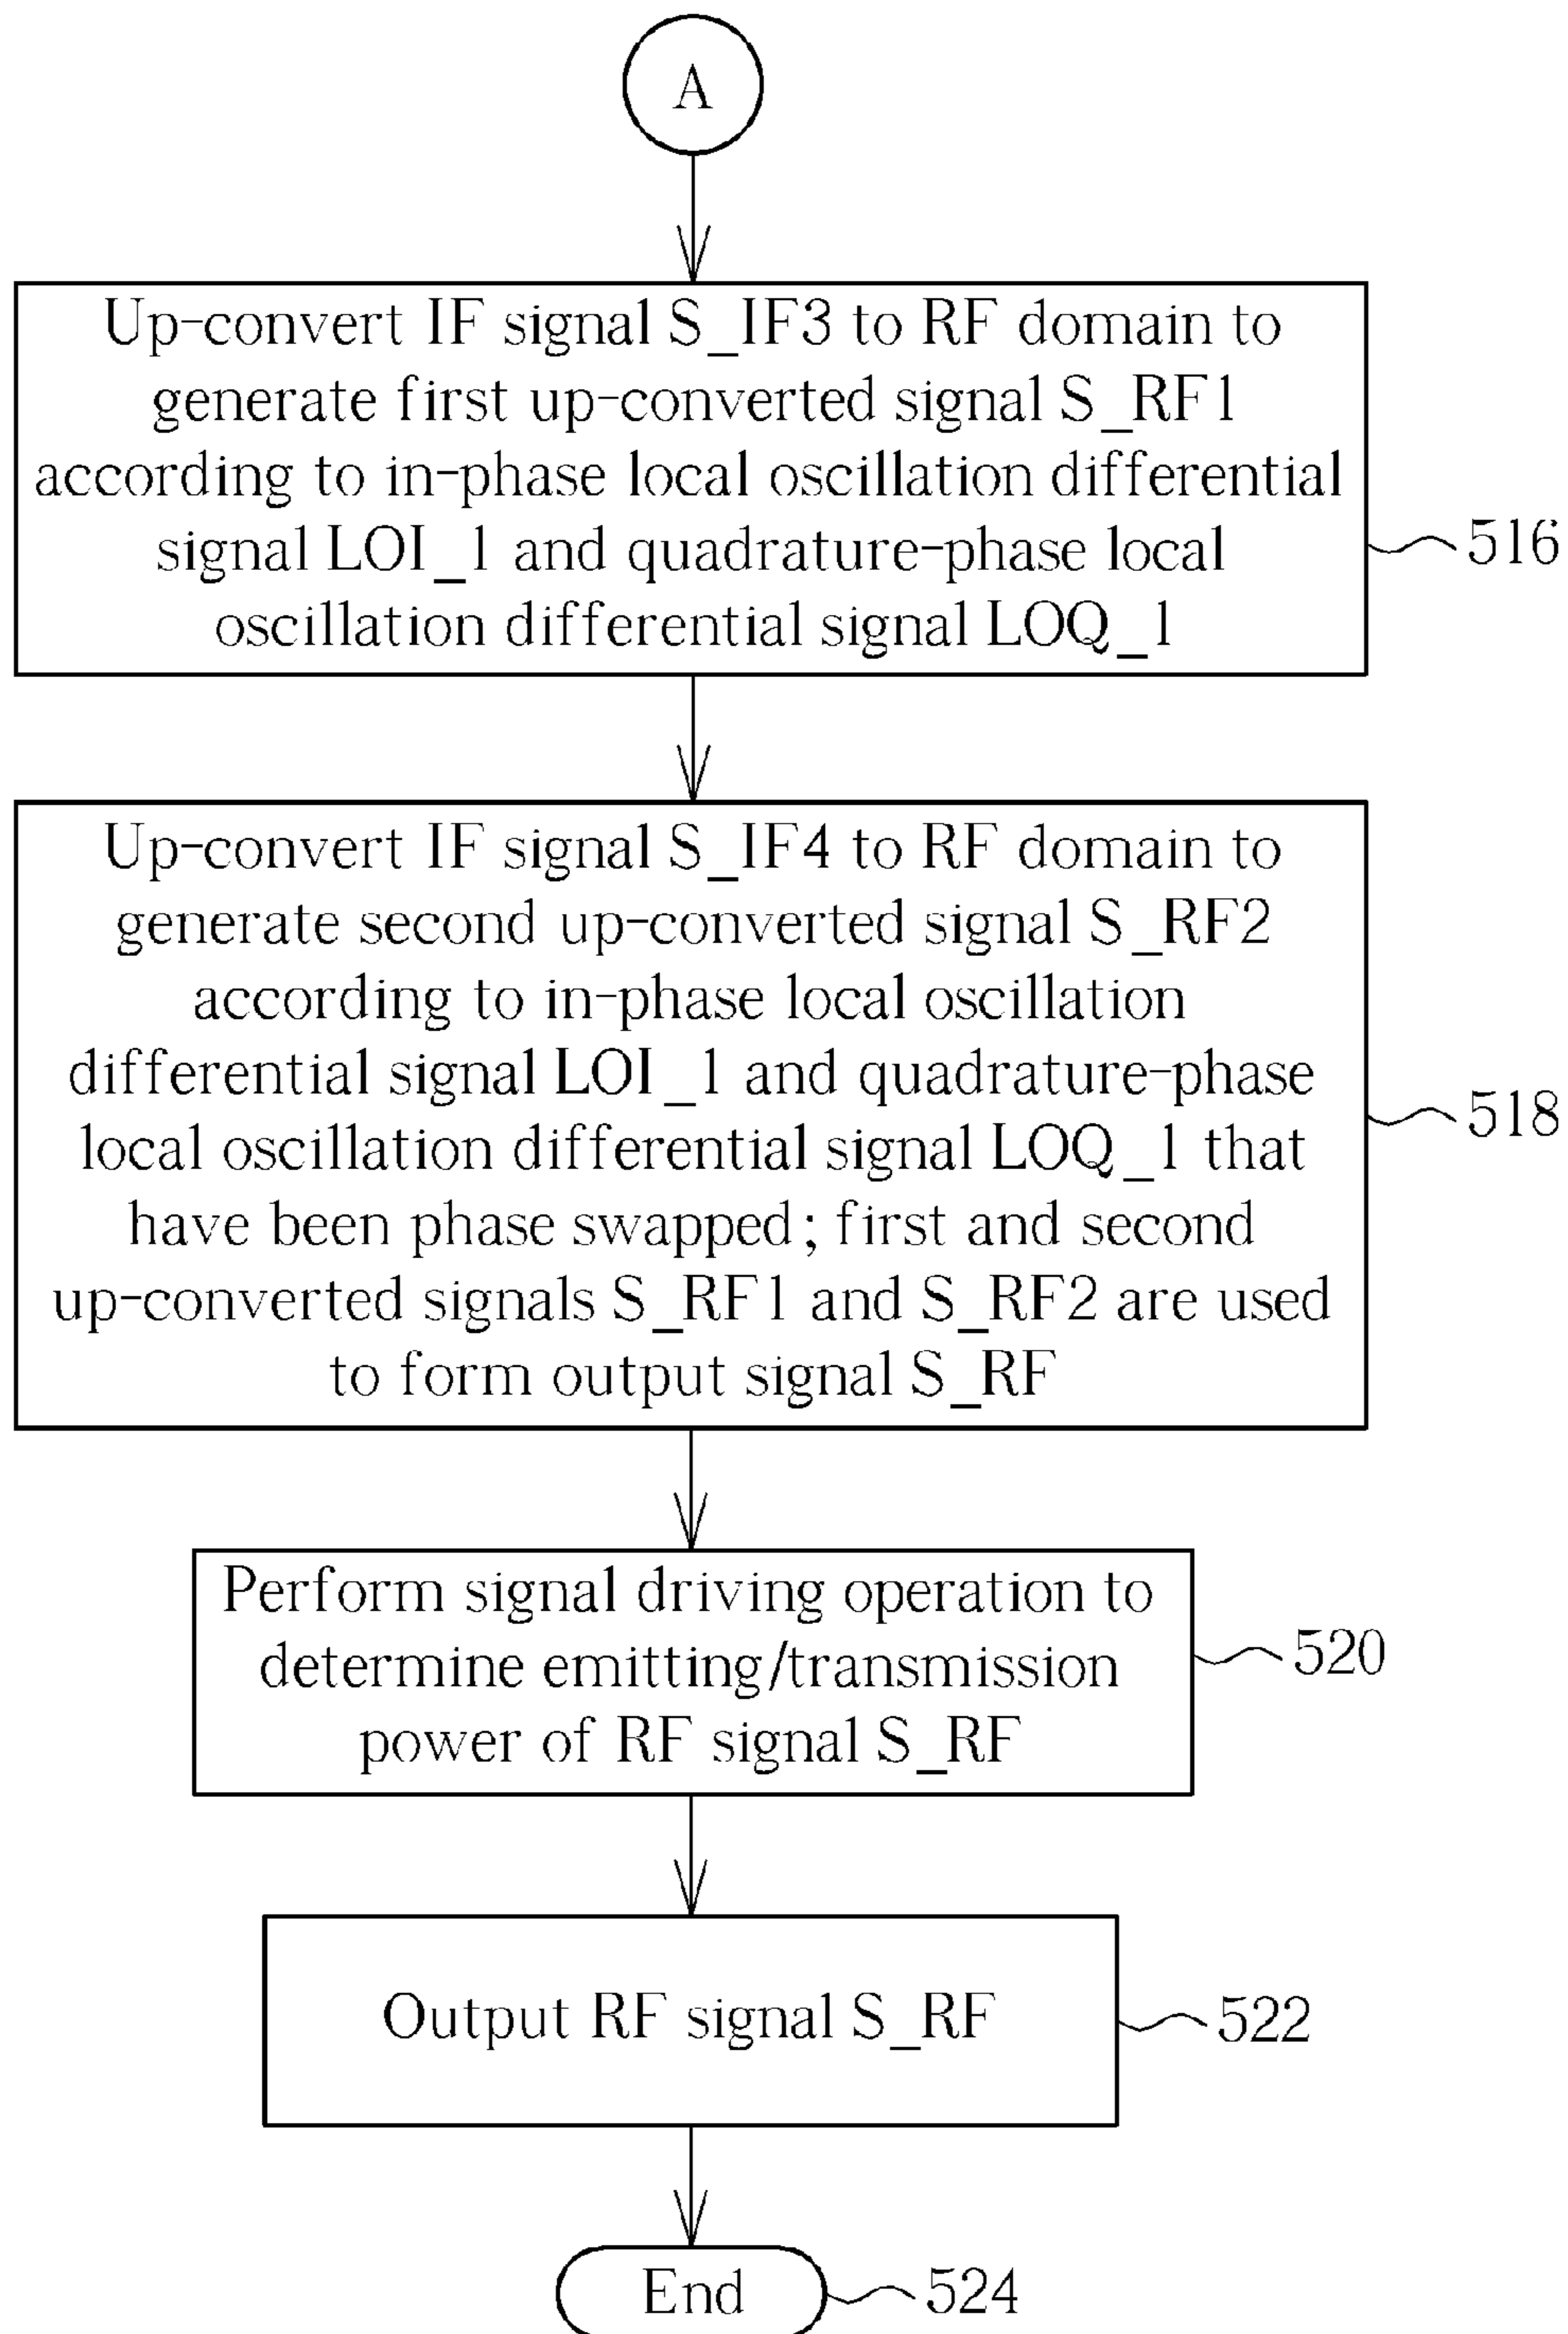 A
Up-convert IF signal S_IF3 to RF domain to
generate first up-converted signal S_RF1
according to in-phase local oscillation differential
signal LOI_1 and quadrature-phase local
oscillation differential signal LOQ_1
516
Up-convert IF signal S_IF4 to RF domain to
generate second up-converted signal S_RF2
according to in-phase local oscillation
differential signal LOI_1 and quadrature-phase
local oscillation differential signal LOQ_1 that
have been phase swapped; first and second
up-converted signals S_RF1 and S_RF2 are used
to form output signal S_RF
518
Perform signal driving operation to
determine emitting/transmission
power of RF signal S_RF
520
Output RF signal S_RF
522
End
524